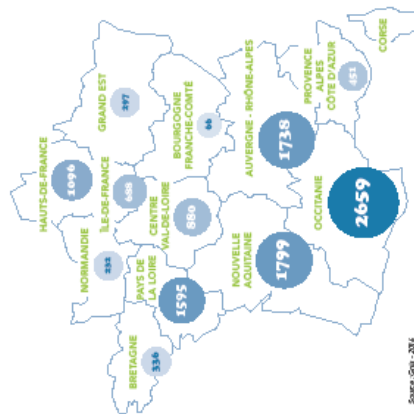 HAUTS-DE-FRANCE
1096
NORMANDIE
232
ÎLE-DE-FRANCE
688
GRAND EST
297
BRETAGNE
336
PAYS DE
LA LOIRE
1595
CENTRE
VAL-DE-LOIRE
880
BOURGOGNE
FRANCHE-COMTÉ
66
NOUVELLE
AQUITAINE
1799
AUVERGNE - RHÔNE-ALPES
1738
OCCITANIE
2659
PROVENCE
ALPES
CÔTE D'AZUR
451
CORSE